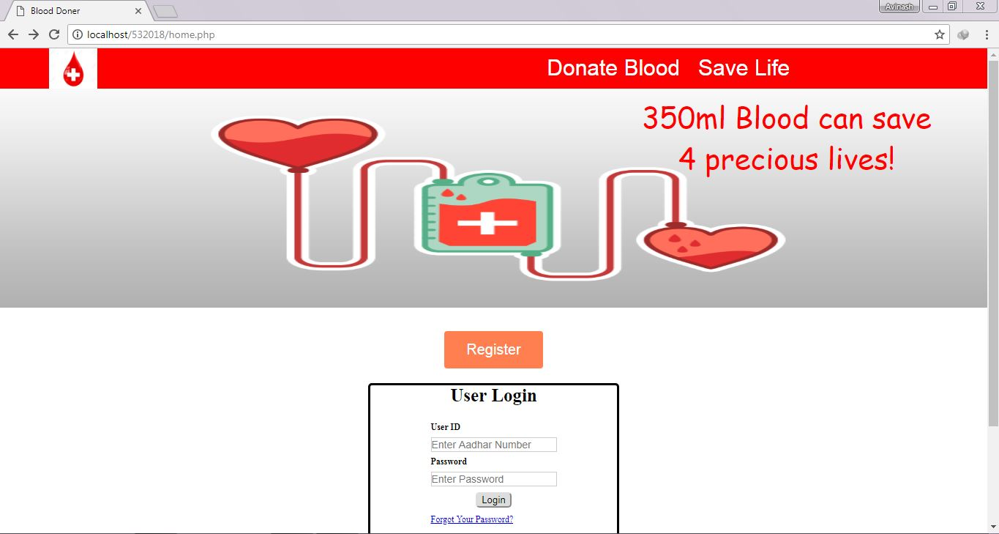 Blood Doner
Avinash
localhost/532018/home.php
Donate Blood Save Life
350ml Blood can save
4 precious lives!
Register
User Login
User ID
Enter Aadhar Number
Password
Enter Password
Login
Forgot Your Password?